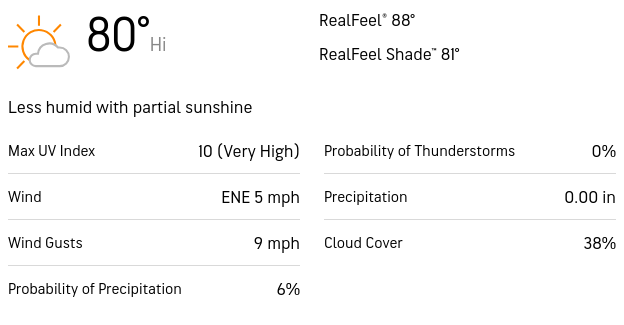 80° Hi
RealFeel® 88°
RealFeel Shade™ 81°
Less humid with partial sunshine
Max UV Index 10 (Very High)
Wind ENE 5 mph
Wind Gusts 9 mph
Probability of Precipitation 6%
Probability of Thunderstorms 0%
Precipitation 0.00 in
Cloud Cover 38%